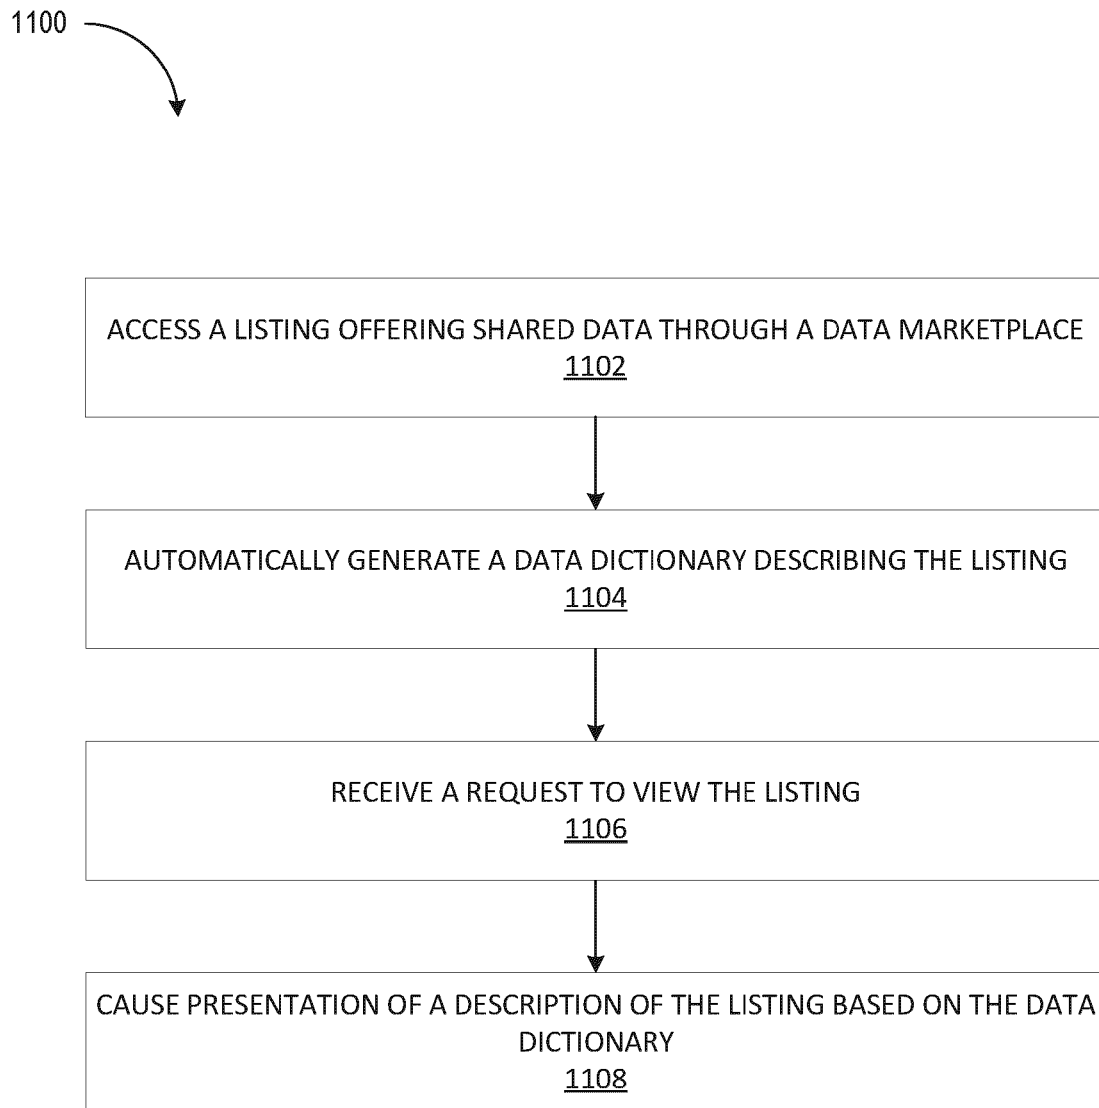 1100
ACCESS A LISTING OFFERING SHARED DATA THROUGH A DATA MARKETPLACE
1102
AUTOMATICALLY GENERATE A DATA DICTIONARY DESCRIBING THE LISTING
1104
RECEIVE A REQUEST TO VIEW THE LISTING
1106
CAUSE PRESENTATION OF A DESCRIPTION OF THE LISTING BASED ON THE DATA
DICTIONARY
1108